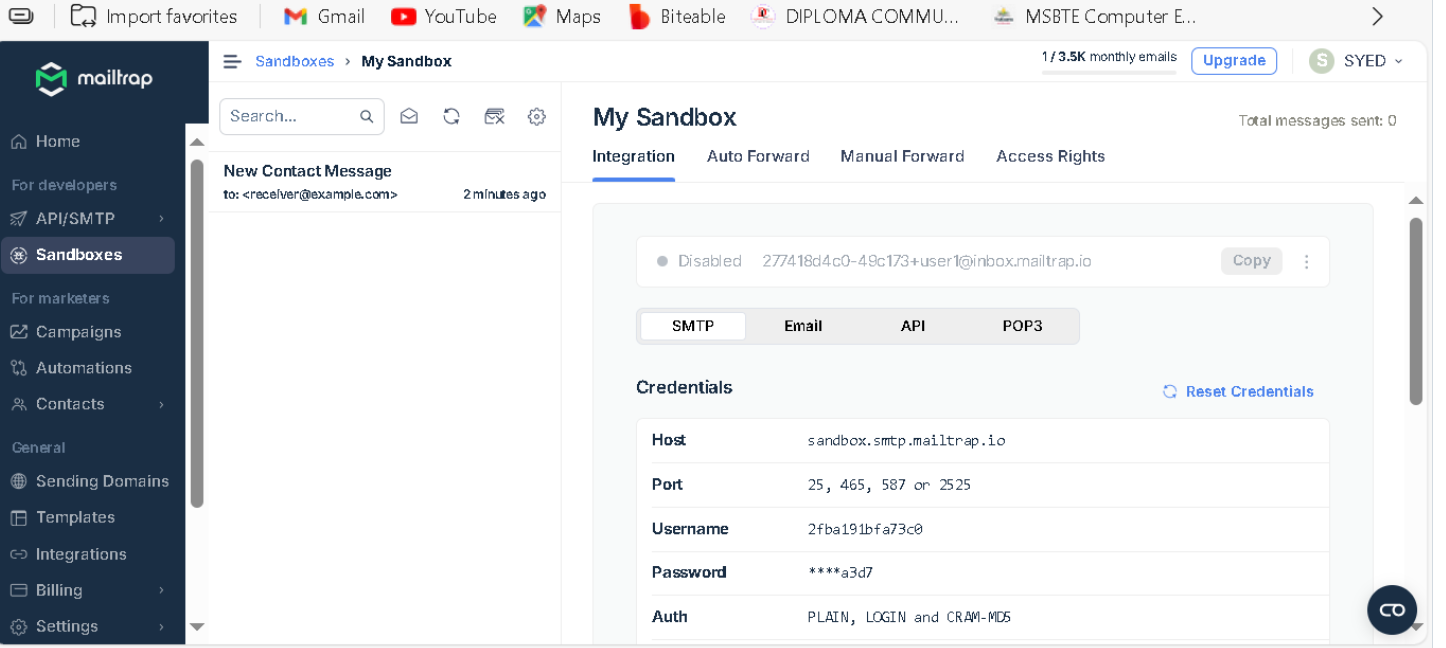 Import favorites
Gmail
YouTube
Maps
Biteable
DIPLOMA COMMU...
MSBTE Computer E...
mailtrap
Sandboxes › My Sandbox
1 / 3.5K monthly emails
Upgrade
S
SYED
Home
For developers
API/SMTP
Sandboxes
For marketers
Campaigns
Automations
Contacts
General
Sending Domains
Templates
Integrations
Billing
Settings
Search...
New Contact Message
to: <receiver@example.com> 2 minutes ago
My Sandbox
Total messages sent: 0
Integration Auto Forward Manual Forward Access Rights
Disabled 277418d4c0-49c173+user1@inbox.mailtrap.io Copy
SMTP Email API POP3
Credentials
Reset Credentials
Host sandbox.smtp.mailtrap.io
Port 25, 465, 587 or 2525
Username 2fba191bfa73c0
Password ****a3d7
Auth PLAIN, LOGIN and CRAM-MD5